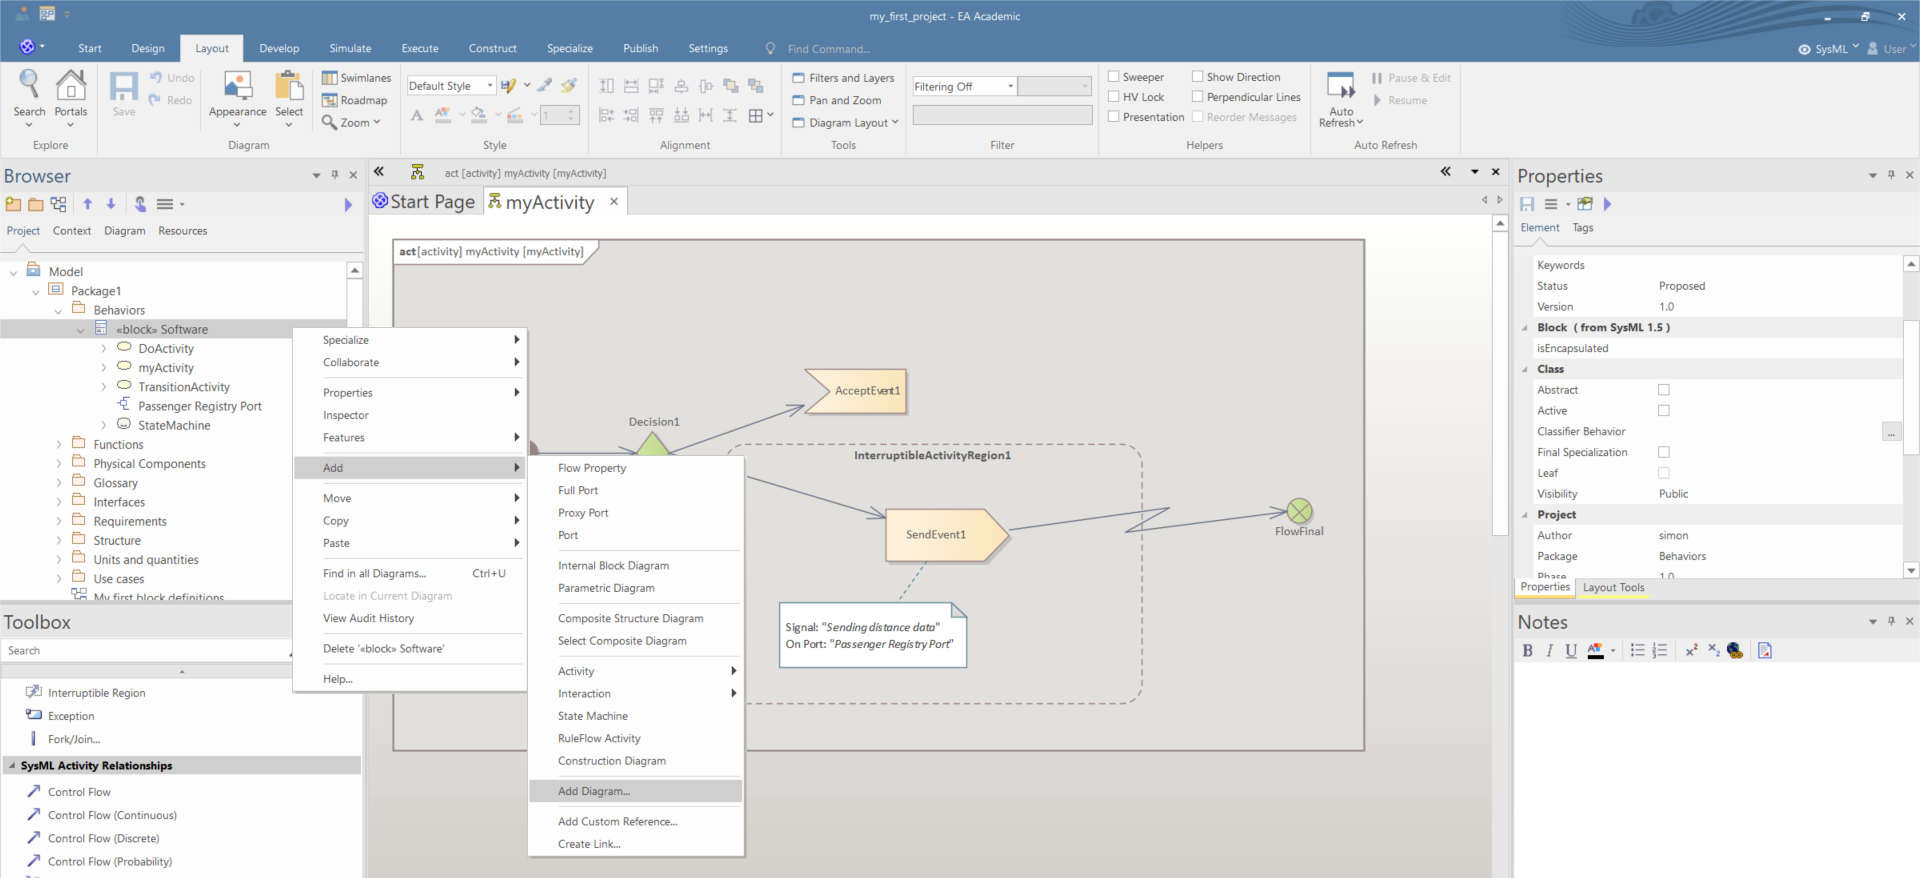 my_first_project - EA Academic
Start Design Layout Develop Simulate Execute Construct Specialize Publish Settings Find Command... SysML User
Search Portals
Explore
Save Undo Redo
Appearance Select
Swimlanes
Roadmap
Zoom
Diagram
Default Style
1
Style
Alignment
Filters and Layers
Pan and Zoom
Diagram Layout
Tools
Filtering Off
Filter
Sweeper Show Direction
HV Lock Perpendicular Lines
Presentation Reorder Messages
Helpers
Auto Refresh
Pause & Edit
Resume
Auto Refresh
Browser
Project Context Diagram Resources
Model
Package1
Behaviors
«block» Software
DoActivity
myActivity
TransitionActivity
Passenger Registry Port
StateMachine
Functions
Physical Components
Glossary
Interfaces
Requirements
Structure
Units and quantities
Use cases
My first block definitions
Toolbox
Search
Interruptible Region
Exception
Fork/Join...
SysML Activity Relationships
Control Flow
Control Flow (Continuous)
Control Flow (Discrete)
Control Flow (Probability)
Specialize
Collaborate
Properties
Inspector
Features
Add
Move
Copy
Paste
Find in all Diagrams... Ctrl+U
Locate in Current Diagram
View Audit History
Delete '«block» Software'
Help...
Flow Property
Full Port
Proxy Port
Port
Internal Block Diagram
Parametric Diagram
Composite Structure Diagram
Select Composite Diagram
Activity
Interaction
State Machine
RuleFlow Activity
Construction Diagram
Add Diagram...
Add Custom Reference...
Create Link...
act [activity] myActivity [myActivity]
Start Page myActivity
act [activity] myActivity [myActivity]
AcceptEvent1
Decision1
InterruptibleActivityRegion1
SendEvent1
FlowFinal
Signal: "Sending distance data"
On Port: "Passenger Registry Port"
Properties
Element Tags
Keywords
Status Proposed
Version 1.0
Block ( from SysML 1.5 )
isEncapsulated
Class
Abstract
Active
Classifier Behavior ...
Final Specialization
Leaf
Visibility Public
Project
Author simon
Package Behaviors
Phase 1.0
Properties Layout Tools
Notes
B I U A x² x₂